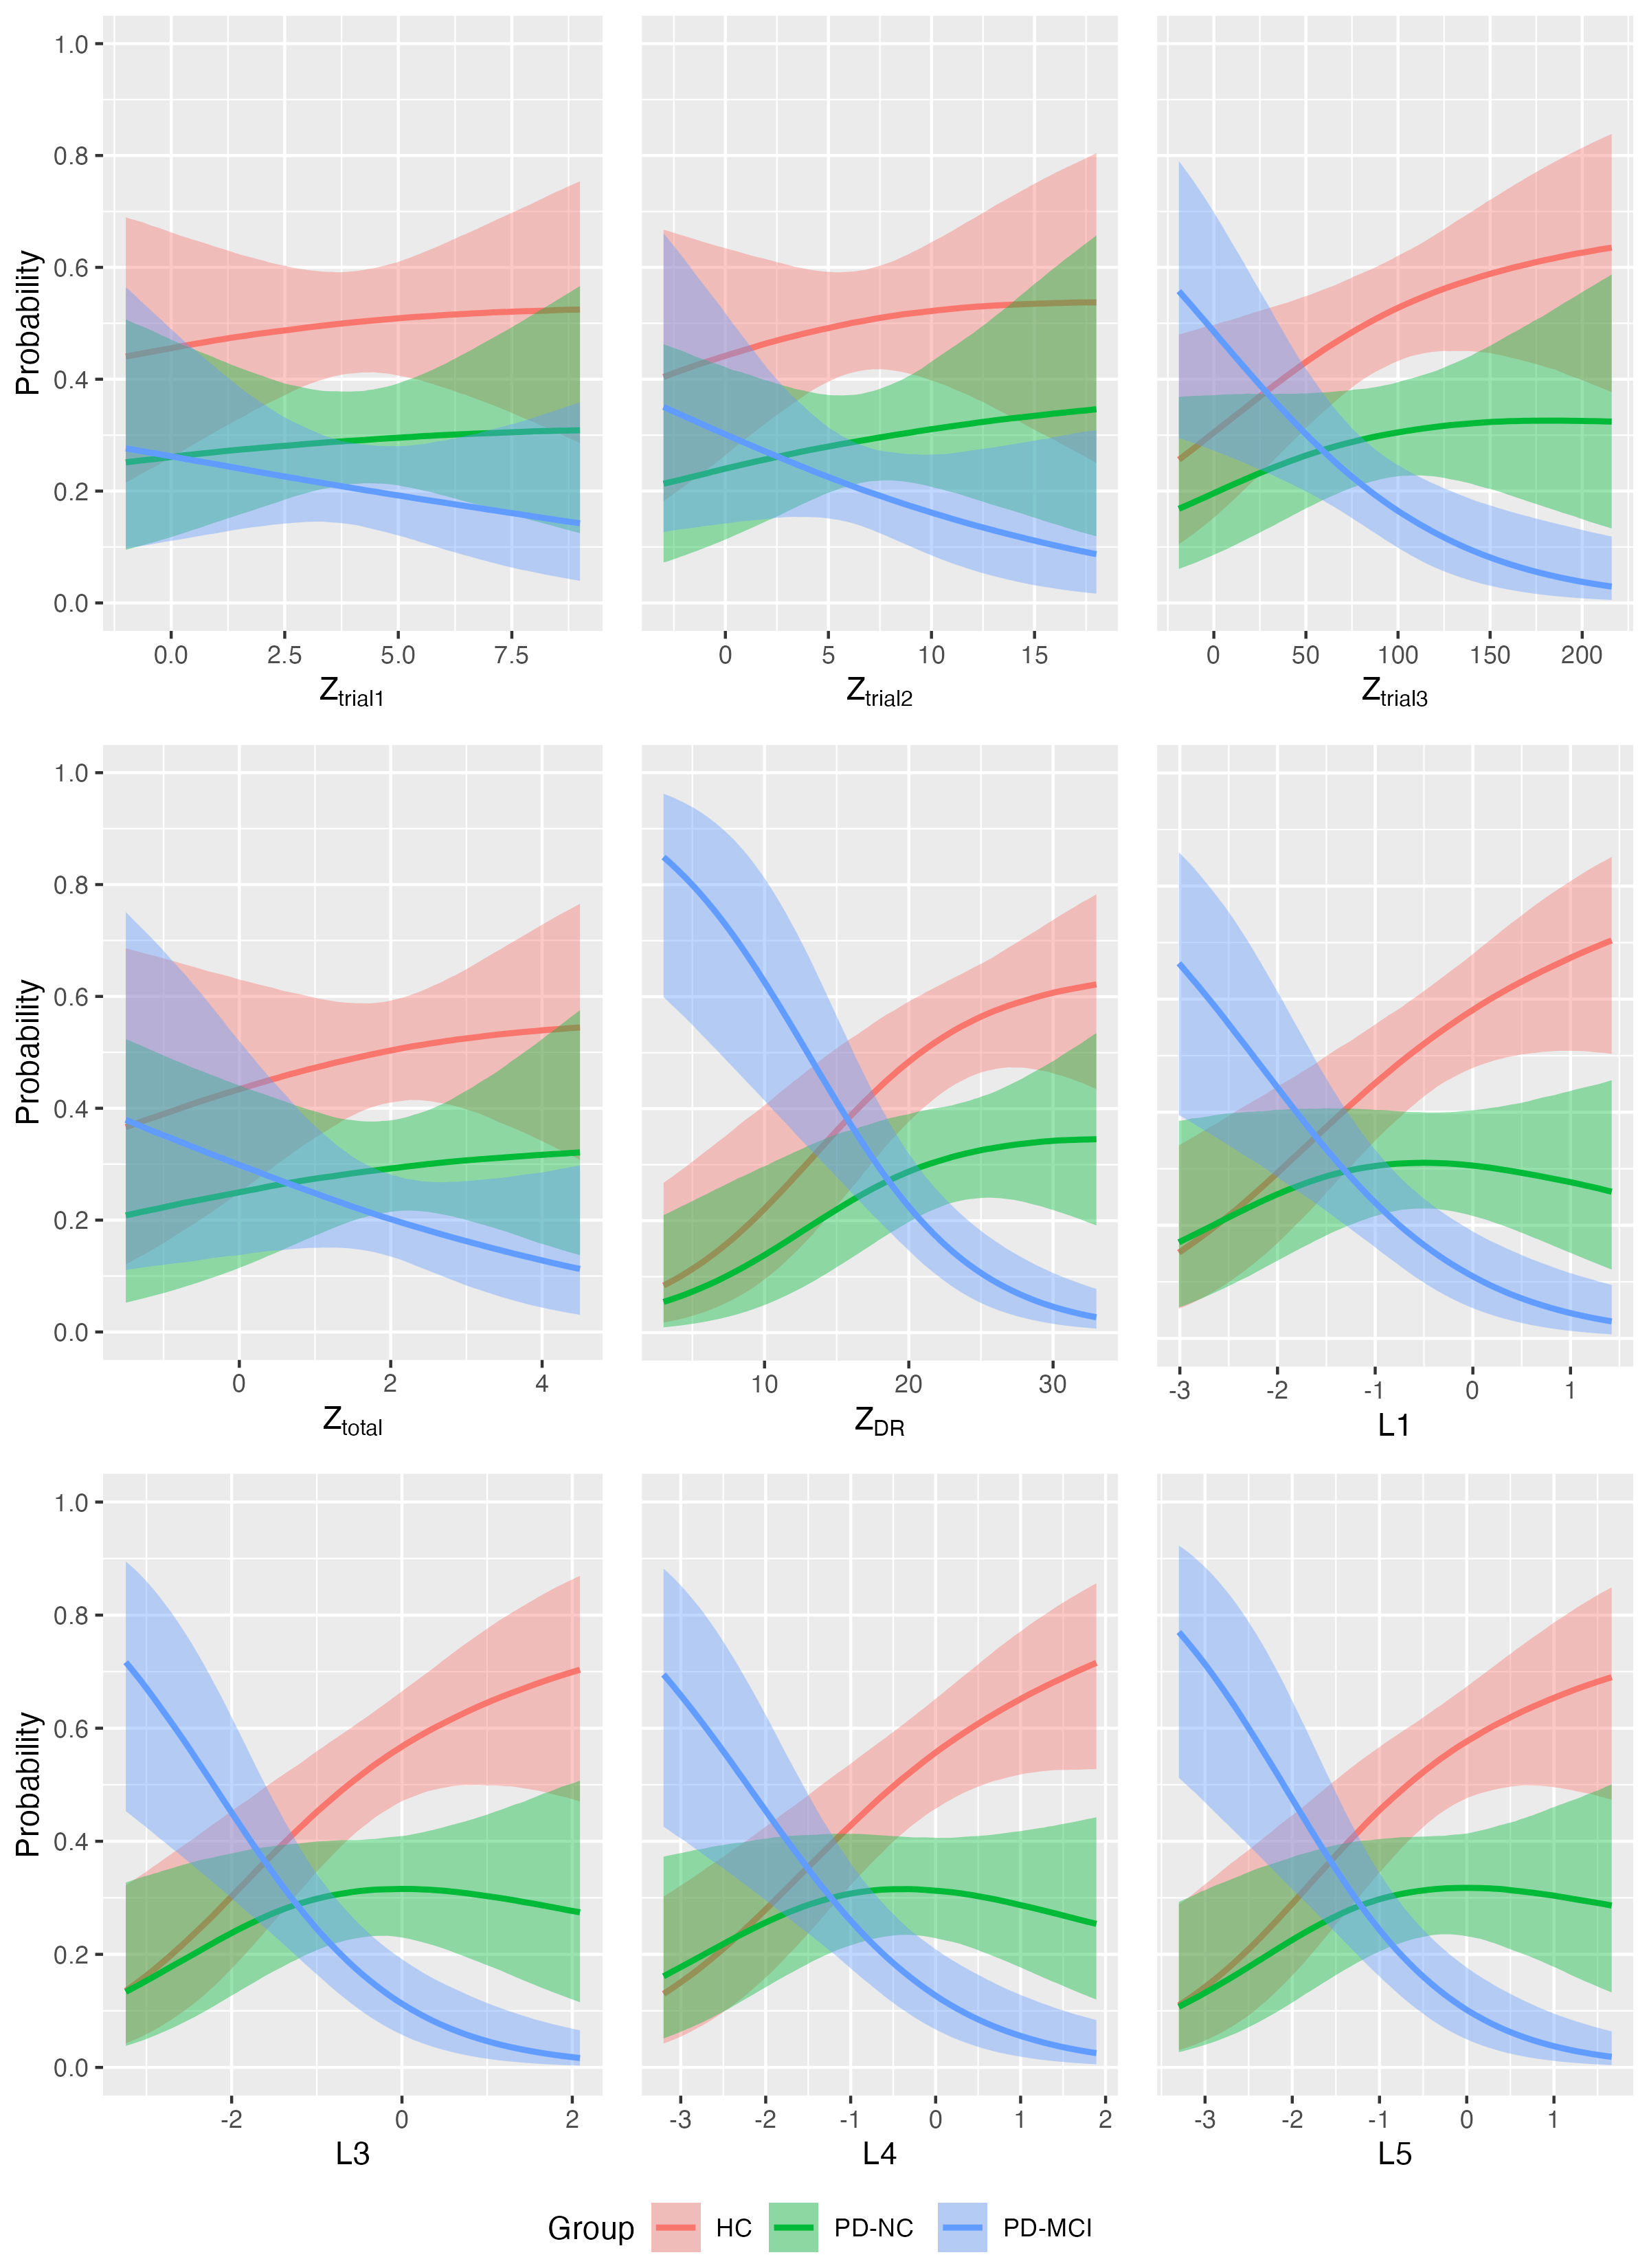 1.0
0.8
0.6
0.4
0.2
0.0
Probability
0.0 2.5 5.0 7.5
0 5 10 15
0 50 100 150 200
Ztrial1
Ztrial2
Ztrial3
1.0
0.8
0.6
0.4
0.2
0.0
Probability
0 2 4
10 20 30
-3 -2 -1 0 1
Ztotal
ZDR
L1
1.0
0.8
0.6
0.4
0.2
0.0
Probability
-2 0 2
-3 -2 -1 0 1 2
-3 -2 -1 0 1
L3
L4
L5
Group HC PD-NC PD-MCI